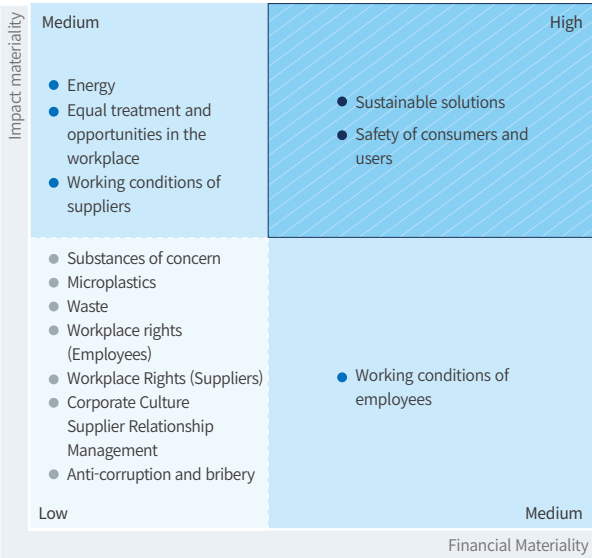 Impact materiality
Medium
High
Energy
Equal treatment and
opportunities in the
workplace
Working conditions of
suppliers
Sustainable solutions
Safety of consumers and
users
Substances of concern
Microplastics
Waste
Workplace rights
(Employees)
Workplace Rights (Suppliers)
Corporate Culture
Supplier Relationship
Management
Anti-corruption and bribery
Working conditions of
employees
Low
Medium
Financial Materiality